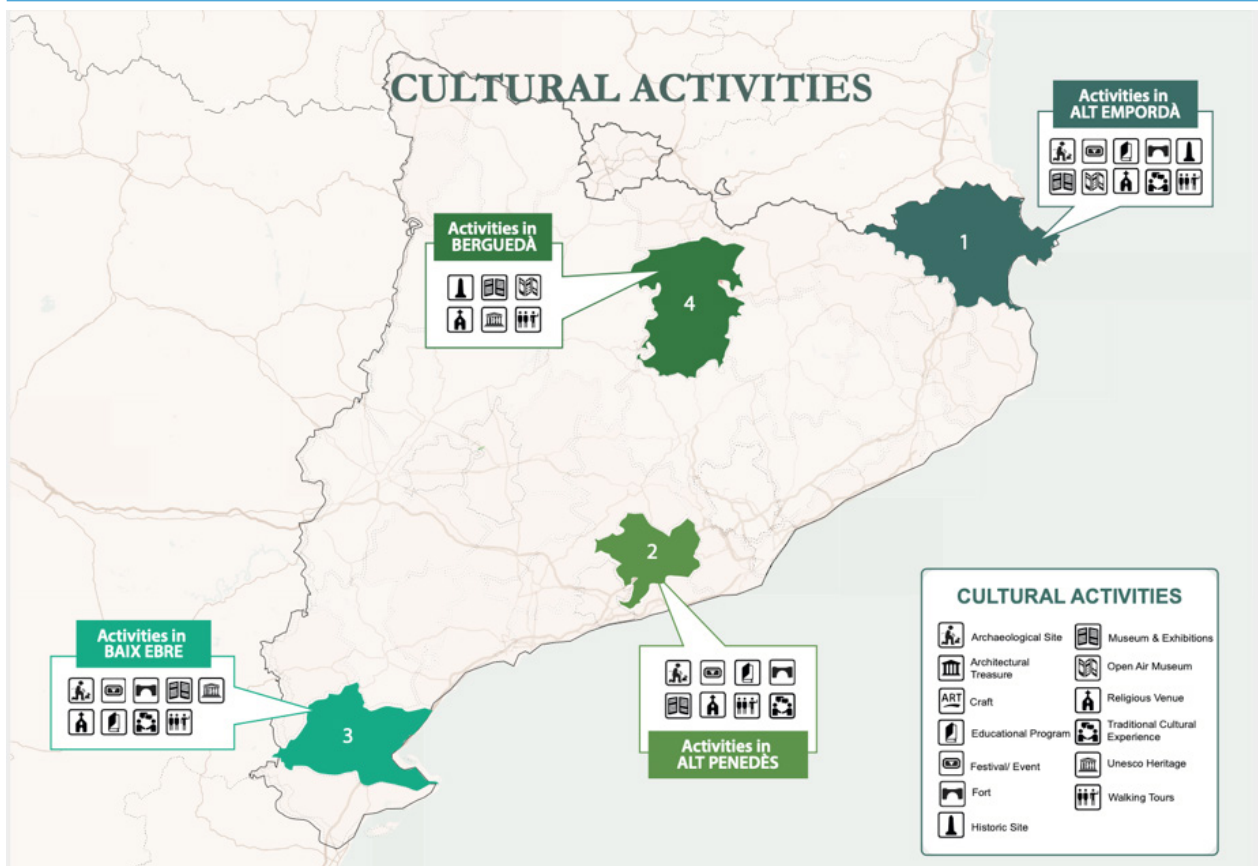 CULTURAL ACTIVITIES
Activities in
ALT EMPORDÀ
Activities in
BERGUEDÀ
1
4
2
Activities in
BAIX EBRE
3
Activities in
ALT PENEDÈS
CULTURAL ACTIVITIES
Archaeological Site
Architectural
Treasure
ART
Craft
Educational Program
Festival/ Event
Fort
Historic Site
Museum & Exhibitions
Open Air Museum
Religious Venue
Traditional Cultural
Experience
Unesco Heritage
Walking Tours